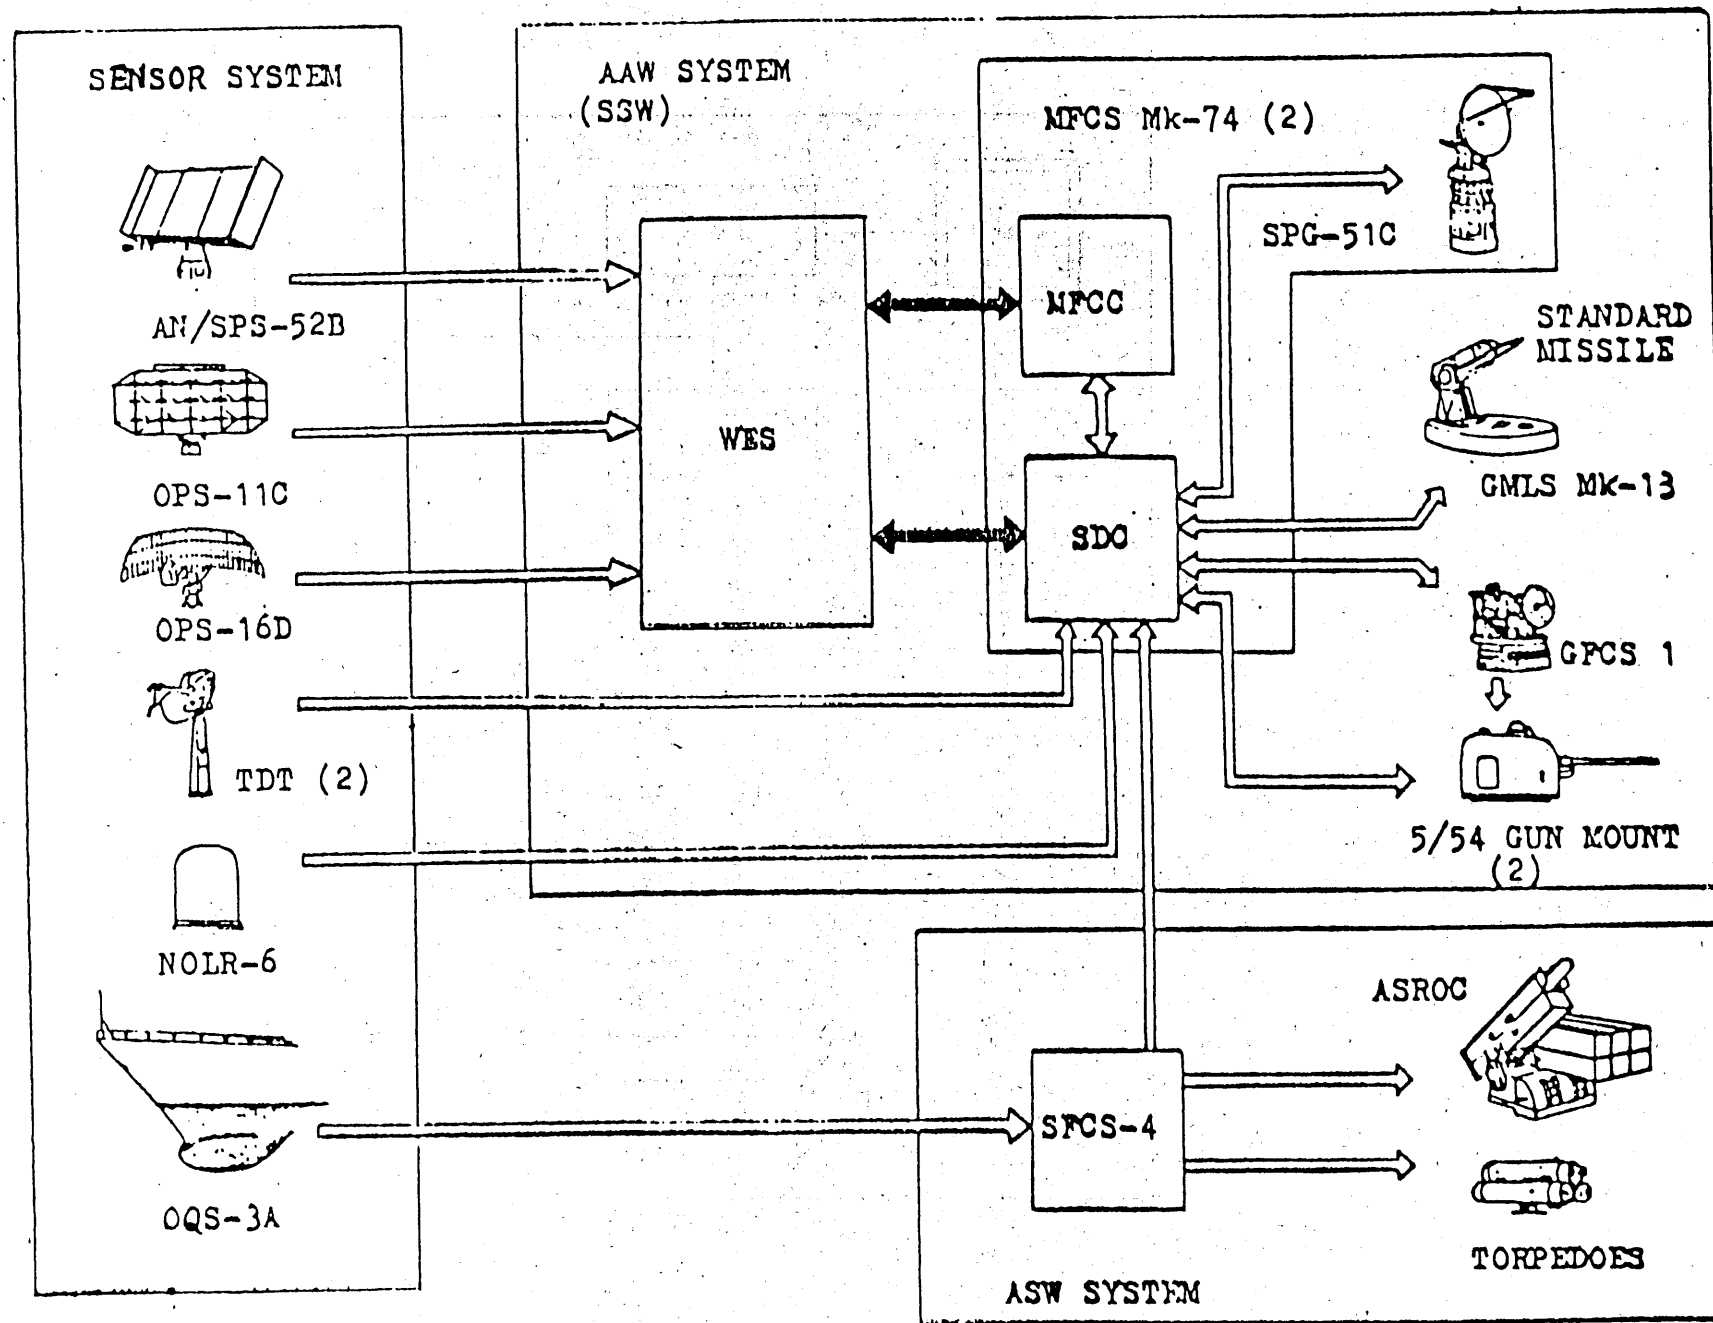 SENSOR SYSTEM
AN/SPS-52B
OPS-11C
OPS-16D
TDT (2)
NOLR-6
OQS-3A
AAW SYSTEM
(SSW)
WES
MFCS Mk-74 (2)
SPG-51C
MFCC
SDC
STANDARD
MISSILE
GMLS Mk-13
GFCS 1
5/54 GUN MOUNT
(2)
ASROC
SFCS-4
TORPEDOES
ASW SYSTEM